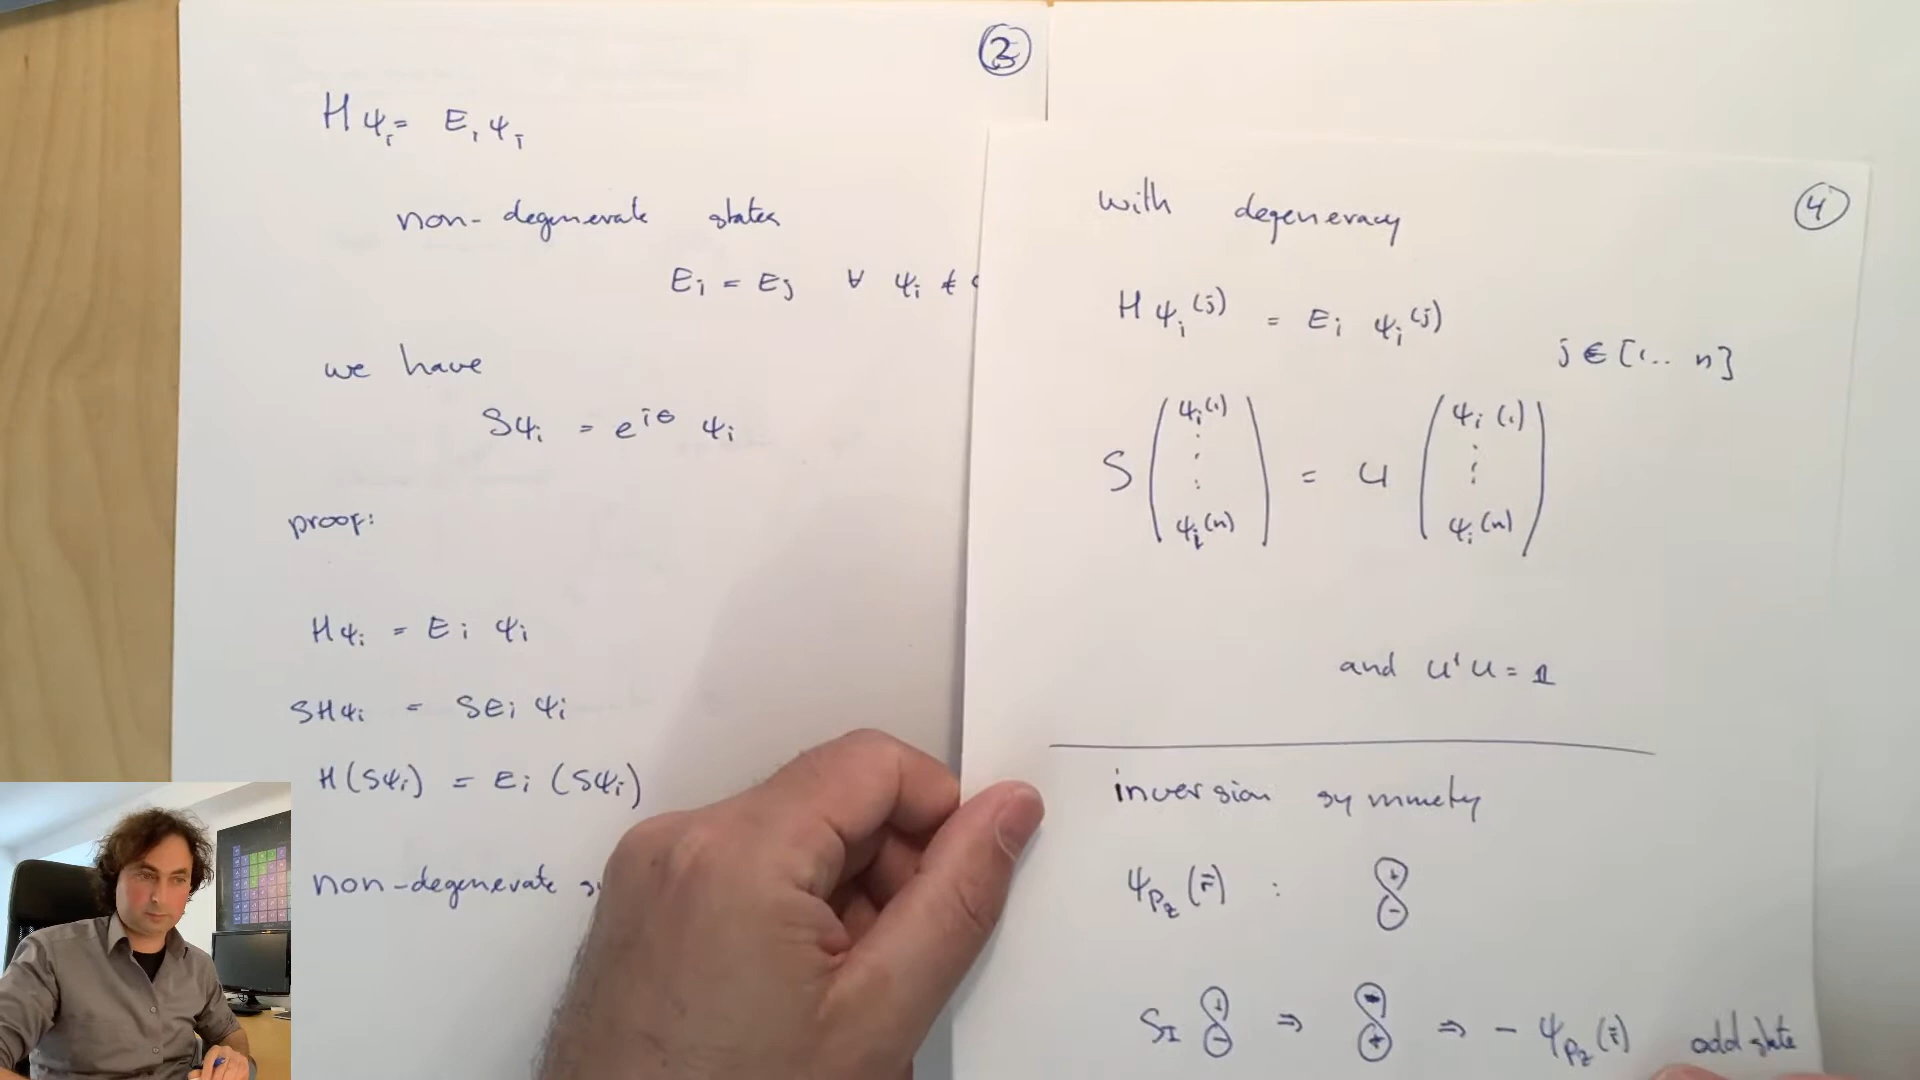 3
H ψᵢ = Eᵢ ψᵢ
non-degenerate states
Eᵢ = Eⱼ ∀ ψᵢ ∉
we have
Sψᵢ = e^{iθ} ψᵢ
proof:
Hψᵢ = Eᵢ ψᵢ
SHψᵢ = SEᵢ ψᵢ
H(Sψᵢ) = Eᵢ (Sψᵢ)
non-degenerate
4
with degeneracy
H ψᵢ^{(j)} = Eᵢ ψᵢ^{(j)}
j ∈ [1.. n]
S (ψᵢ^{(1)} ⋮ ψᵢ^{(n)}) = U (ψᵢ^{(1)} ⋮ ψᵢ^{(n)})
and U†U = 𝟙
inversion symmety
ψ_{p_z}(r̄) : + -
S_I + - ⇒ - + ⇒ - ψ_{p_z}(r̄) odd state